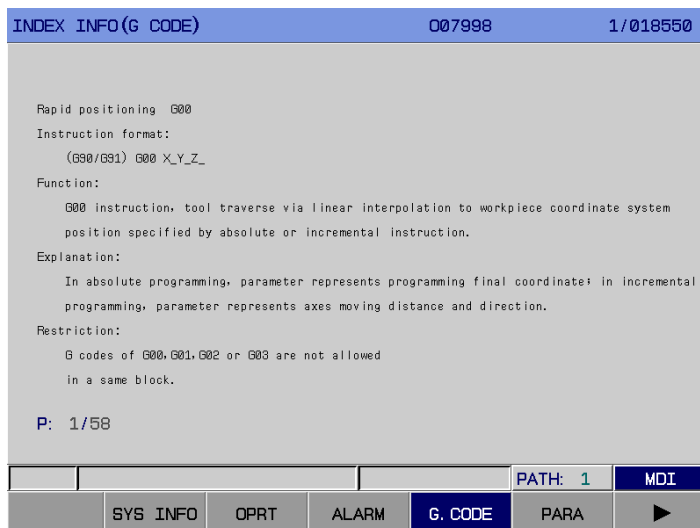 INDEX INFO(G CODE) O07998 1/018550
Rapid positioning G00
Instruction format:
(G90/G91) G00 X_Y_Z_
Function:
G00 instruction, tool traverse via linear interpolation to workpiece coordinate system
position specified by absolute or incremental instruction.
Explanation:
In absolute programming, parameter represents programming final coordinate; in incremental
programming, parameter represents axes moving distance and direction.
Restriction:
G codes of G00,G01,G02 or G03 are not allowed
in a same block.
P: 1/58
PATH: 1 MDI
SYS INFO OPRT ALARM G. CODE PARA ▶